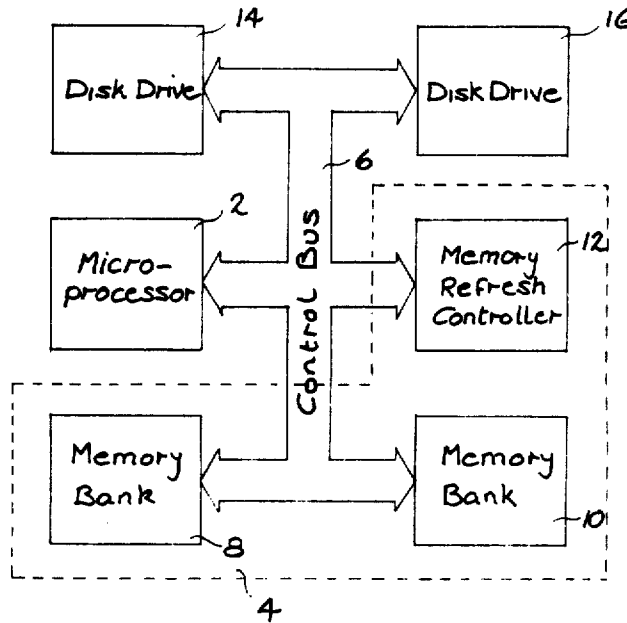 14
16
Disk Drive
Disk Drive
6
2
12
Micro-
processor
Control Bus
Memory
Refresh
Controller
Memory
Bank
8
Memory
Bank
10
4